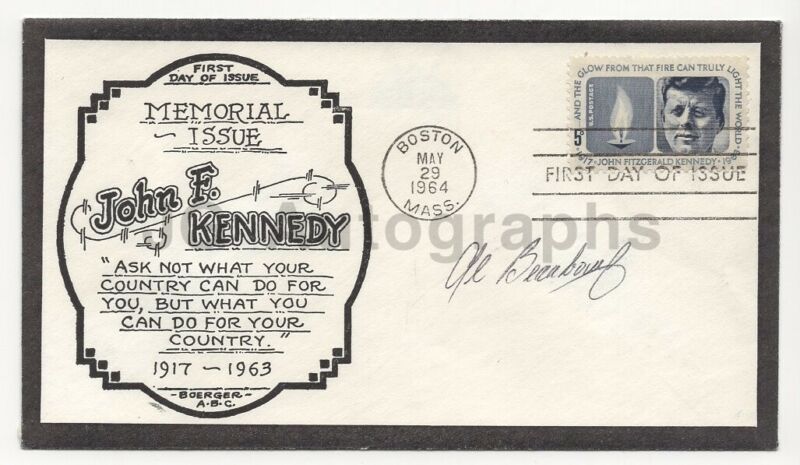 FIRST
DAY OF ISSUE
MEMORIAL
~ ISSUE
John F.
KENNEDY
"ASK NOT WHAT YOUR
COUNTRY CAN DO FOR
YOU, BUT WHAT YOU
CAN DO FOR YOUR
COUNTRY."
1917 ~ 1963
-BOERGER-
A·B·C·
BOSTON
MAY
29
1964
MASS.
AND THE GLOW FROM THAT FIRE CAN TRULY LIGHT THE WORLD
U.S. POSTAGE
5¢
1917 · JOHN FITZGERALD KENNEDY · 1963
FIRST DAY OF ISSUE
Autographs